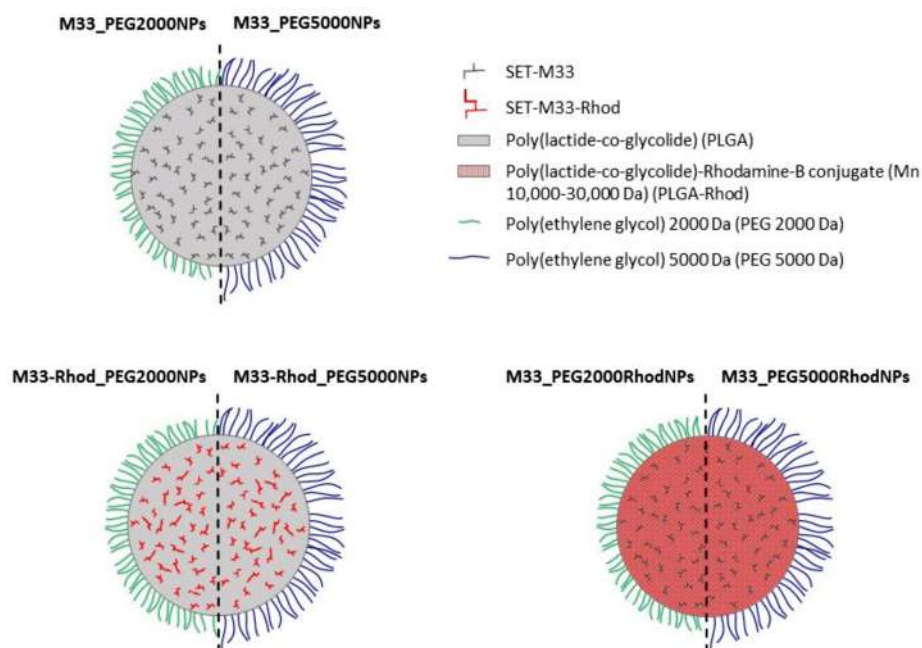 M33_PEG2000NPs M33_PEG5000NPs
SET-M33
SET-M33-Rhod
Poly(lactide-co-glycolide) (PLGA)
Poly(lactide-co-glycolide)-Rhodamine-B conjugate (Mn
10,000-30,000 Da) (PLGA-Rhod)
Poly(ethylene glycol) 2000 Da (PEG 2000 Da)
Poly(ethylene glycol) 5000 Da (PEG 5000 Da)
M33-Rhod_PEG2000NPs M33-Rhod_PEG5000NPs
M33_PEG2000RhodNPs M33_PEG5000RhodNPs